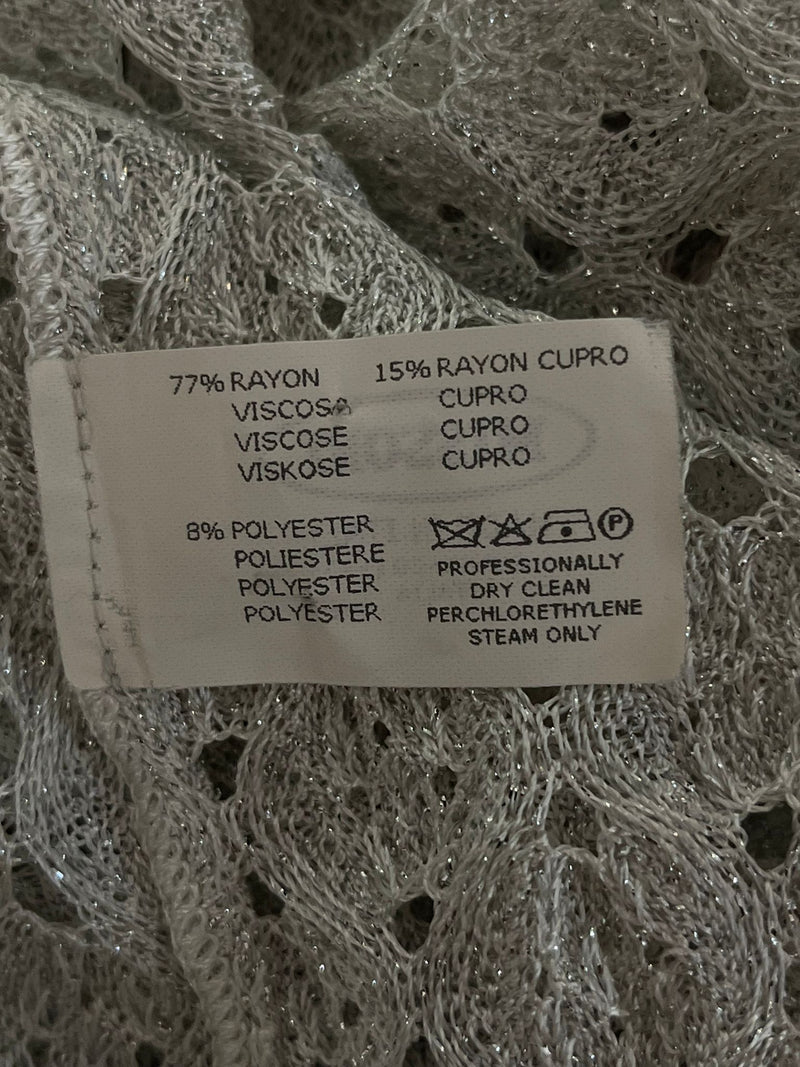 77% RAYON
VISCOSA
VISCOSE
VISKOSE
15% RAYON CUPRO
CUPRO
CUPRO
CUPRO
8% POLYESTER
POLIESTERE
POLYESTER
POLYESTER
P
PROFESSIONALLY
DRY CLEAN
PERCHLORETHYLENE
STEAM ONLY